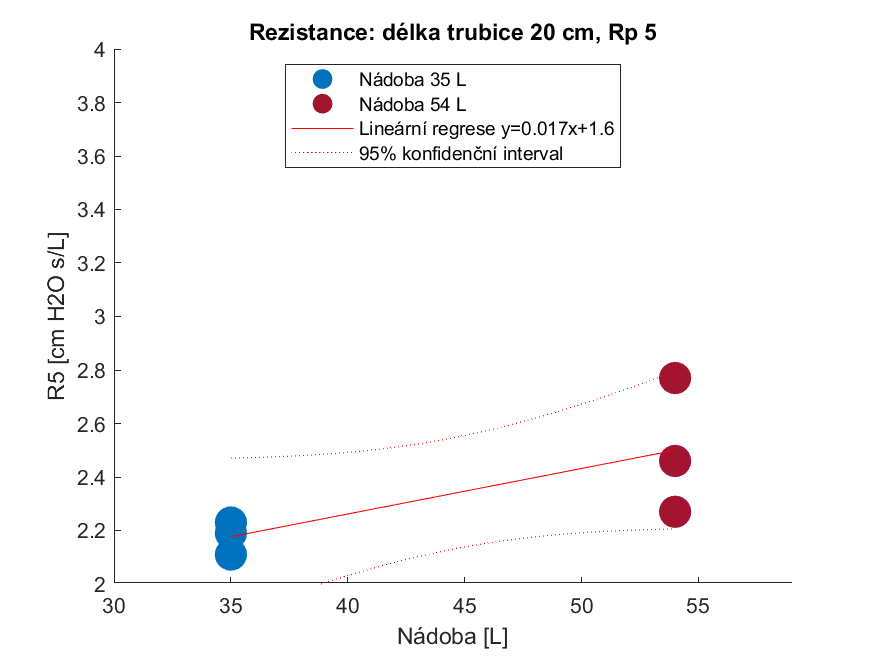 Rezistance: délka trubice 20 cm, Rp 5
Nádoba 35 L
Nádoba 54 L
Lineární regrese y=0.017x+1.6
95% konfidenční interval
R5 [cm H2O s/L]
4
3.8
3.6
3.4
3.2
3
2.8
2.6
2.4
2.2
2
30 35 40 45 50 55
Nádoba [L]